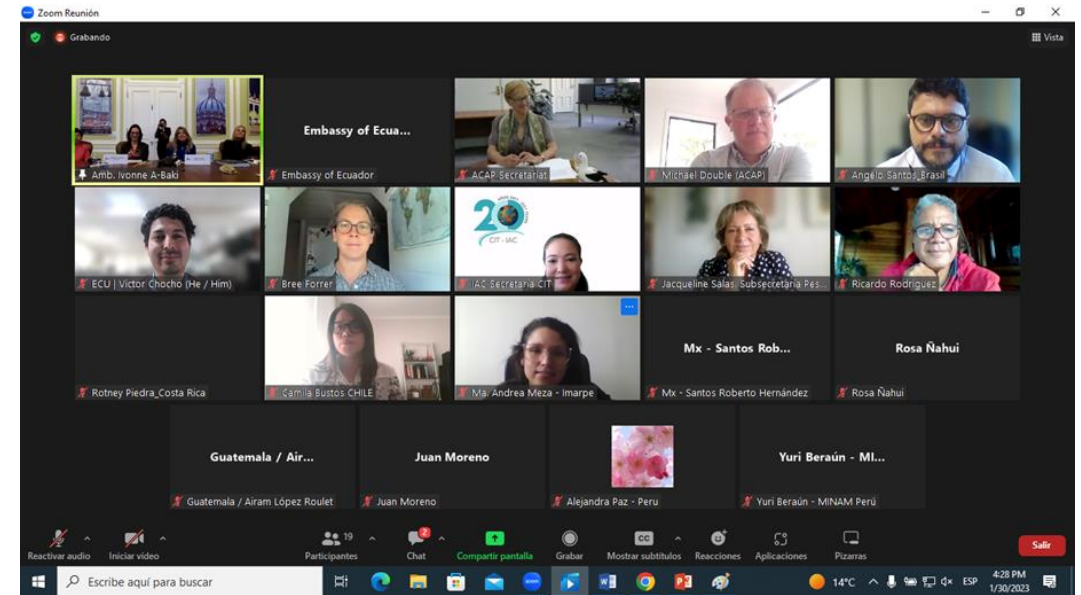 Zoom Reunión
Grabando
Vista
Amb. Ivonne A-Baki
Embassy of Ecua...
Embassy of Ecuador
ACAP Secretariat
Michael Double (ACAP)
Angelo Santos_Brasil
ECU | Victor Chocho (He / Him)
Bree Forrer
20
CIT - IAC
IAC Secretaria CIT
Jacqueline Salas. Subsecretaria Pes...
Ricardo Rodriguez
Rotney Piedra_Costa Rica
Camila Bustos CHILE
Ma. Andrea Meza - Imarpe
...
Mx - Santos Rob...
Mx - Santos Roberto Hernández
Rosa Ñahui
Rosa Ñahui
Guatemala / Air...
Guatemala / Airam López Roulet
Juan Moreno
Juan Moreno
Alejandra Paz - Peru
Yuri Beraún - MI...
Yuri Beraún - MINAM Perú
Reactivar audio
Iniciar video
19
Participantes
2
Chat
Compartir pantalla
Grabar
CC
Mostrar subtítulos
Reacciones
Aplicaciones
Pizarras
Salir
Escribe aquí para buscar
14°C
ESP
4:28 PM
1/30/2023